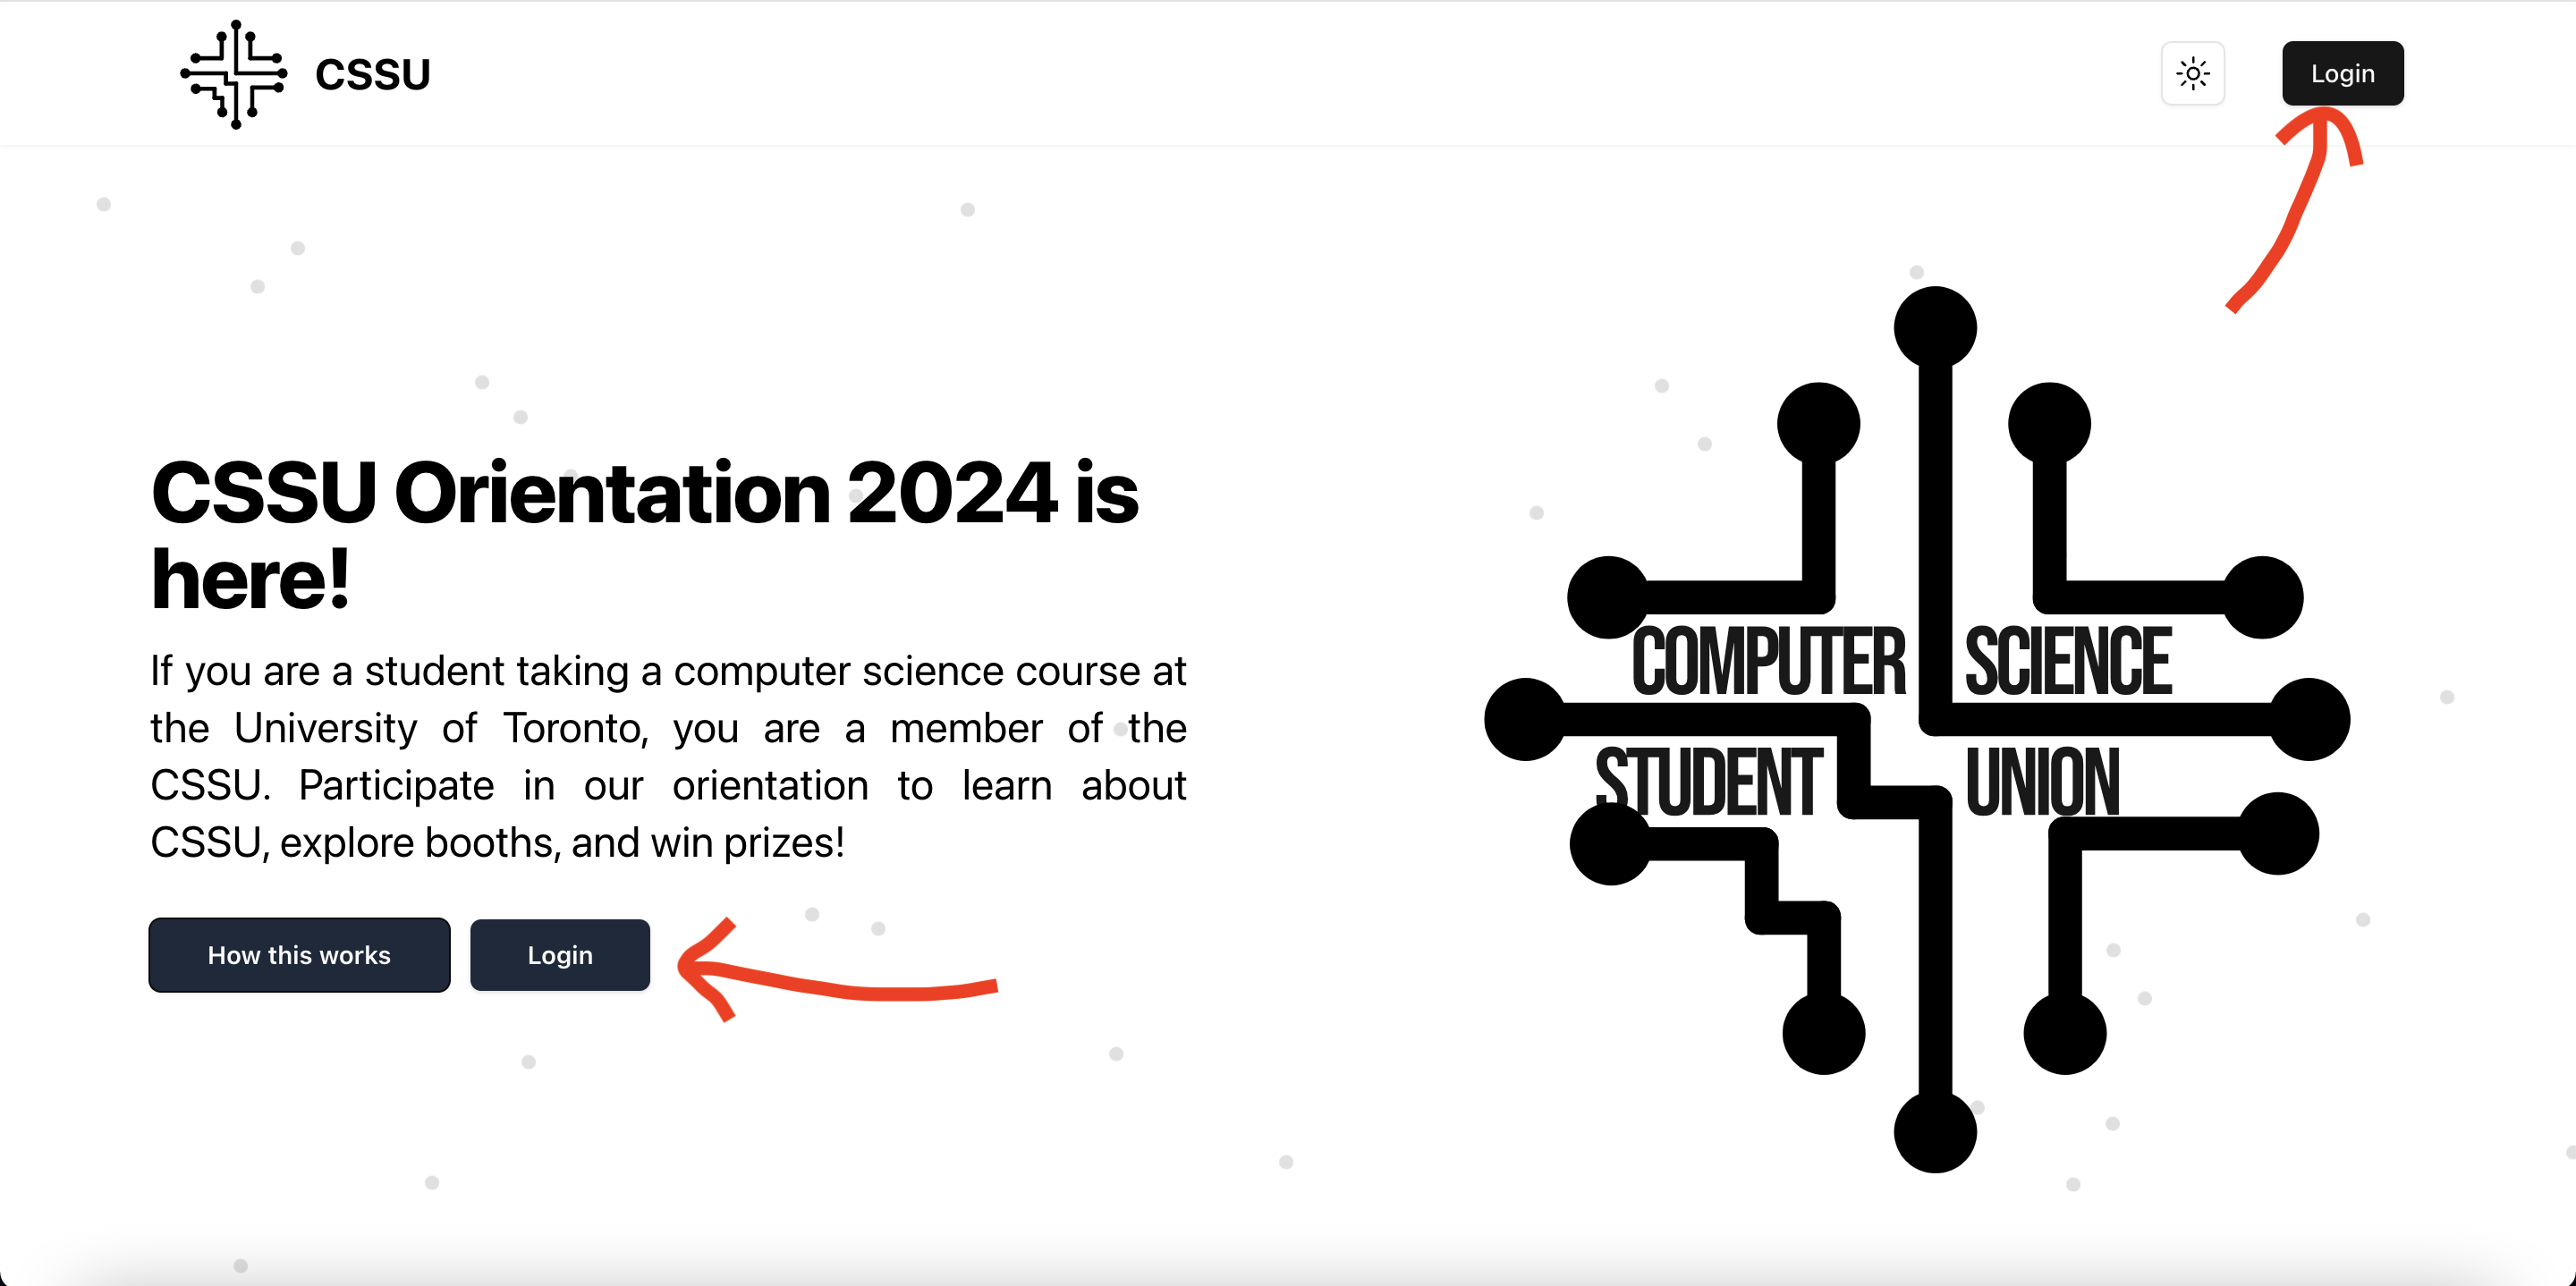 CSSU
Login
CSSU Orientation 2024 is
here!
If you are a student taking a computer science course at
the University of Toronto, you are a member of the
CSSU. Participate in our orientation to learn about
CSSU, explore booths, and win prizes!
How this works
Login
COMPUTER SCIENCE
STUDENT UNION